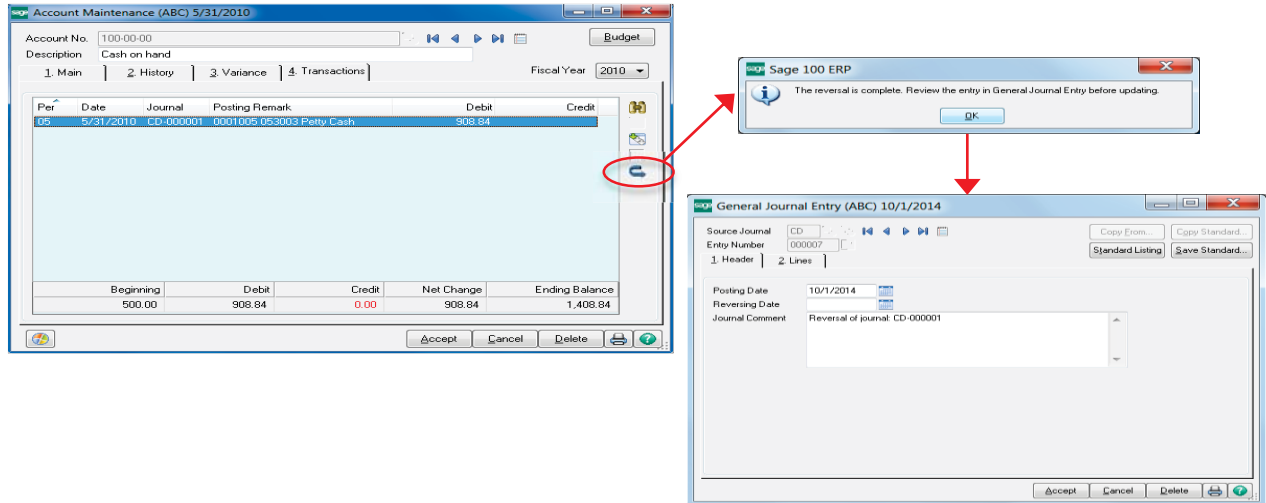 sage Account Maintenance (ABC) 5/31/2010
Account No. 100-00-00 Budget
Description Cash on hand
1. Main 2. History 3. Variance 4. Transactions Fiscal Year 2010
Per Date Journal Posting Remark Debit Credit
05 5/31/2010 CD-000001 0001005 053003 Petty Cash 908.84
Beginning Debit Credit Net Change Ending Balance
500.00 908.84 0.00 908.84 1,408.84
Accept Cancel Delete
sage Sage 100 ERP
The reversal is complete. Review the entry in General Journal Entry before updating.
OK
sage General Journal Entry (ABC) 10/1/2014
Source Journal CD Copy From... Copy Standard...
Entry Number 000007 Standard Listing Save Standard...
1. Header 2. Lines
Posting Date 10/1/2014
Reversing Date
Journal Comment Reversal of journal: CD-000001
Accept Cancel Delete